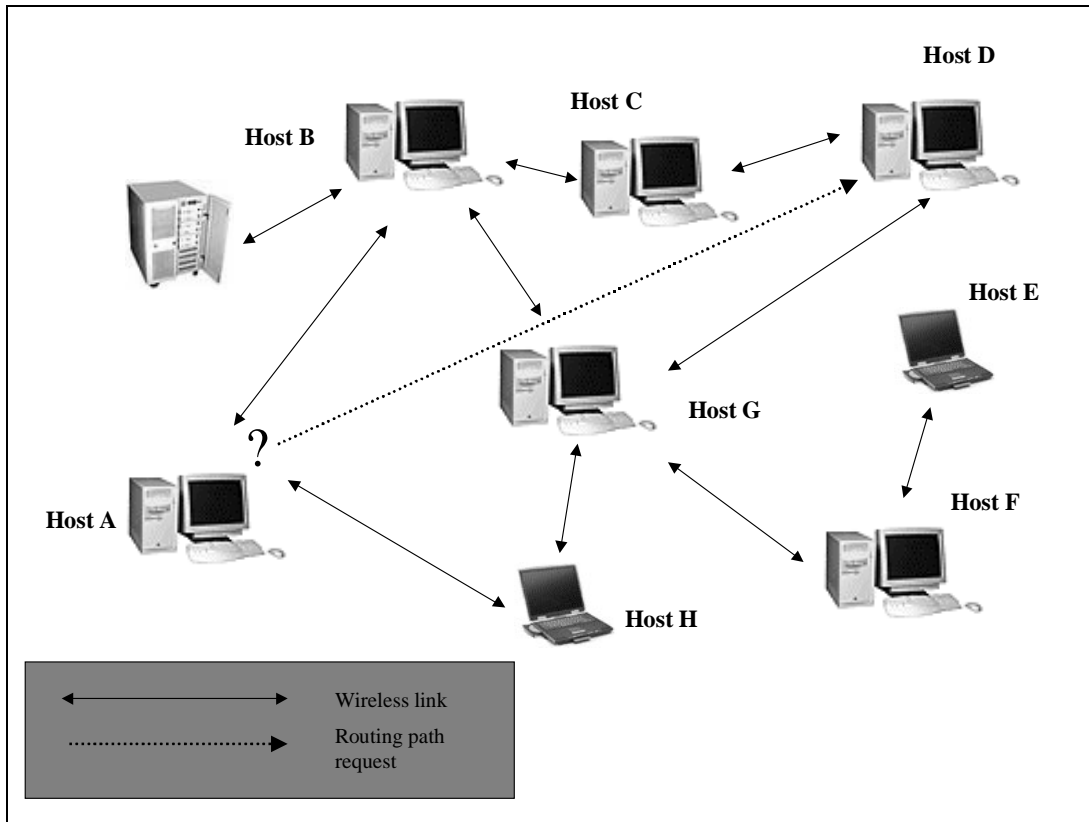 Host D
Host C
Host B
Host E
Host G
?
Host A
Host F
Host H
Wireless link
Routing path
request